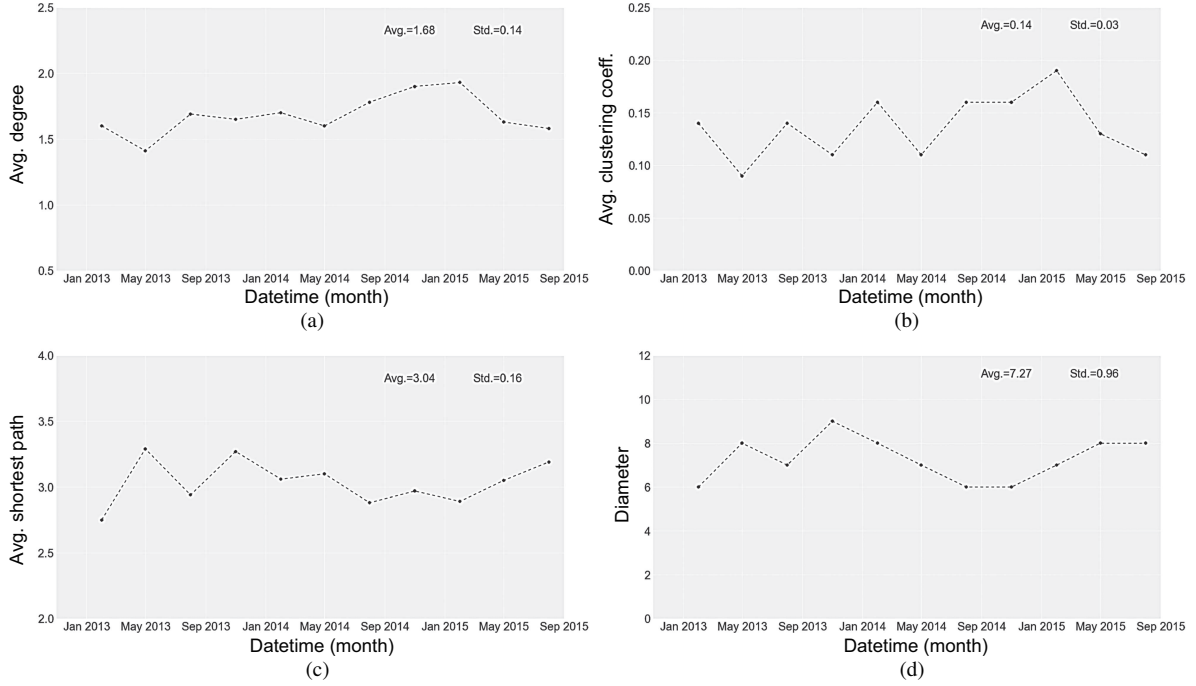 2.5
Avg.=1.68 Std.=0.14
2.0
1.5
1.0
0.5
Avg. degree
Jan 2013 May 2013 Sep 2013 Jan 2014 May 2014 Sep 2014 Jan 2015 May 2015 Sep 2015
Datetime (month)
(a)
0.25
Avg.=0.14 Std.=0.03
0.20
0.15
0.10
0.05
0.00
Avg. clustering coeff.
Jan 2013 May 2013 Sep 2013 Jan 2014 May 2014 Sep 2014 Jan 2015 May 2015 Sep 2015
Datetime (month)
(b)
4.0
Avg.=3.04 Std.=0.16
3.5
3.0
2.5
2.0
Avg. shortest path
Jan 2013 May 2013 Sep 2013 Jan 2014 May 2014 Sep 2014 Jan 2015 May 2015 Sep 2015
Datetime (month)
(c)
12
Avg.=7.27 Std.=0.96
10
8
6
4
2
0
Diameter
Jan 2013 May 2013 Sep 2013 Jan 2014 May 2014 Sep 2014 Jan 2015 May 2015 Sep 2015
Datetime (month)
(d)